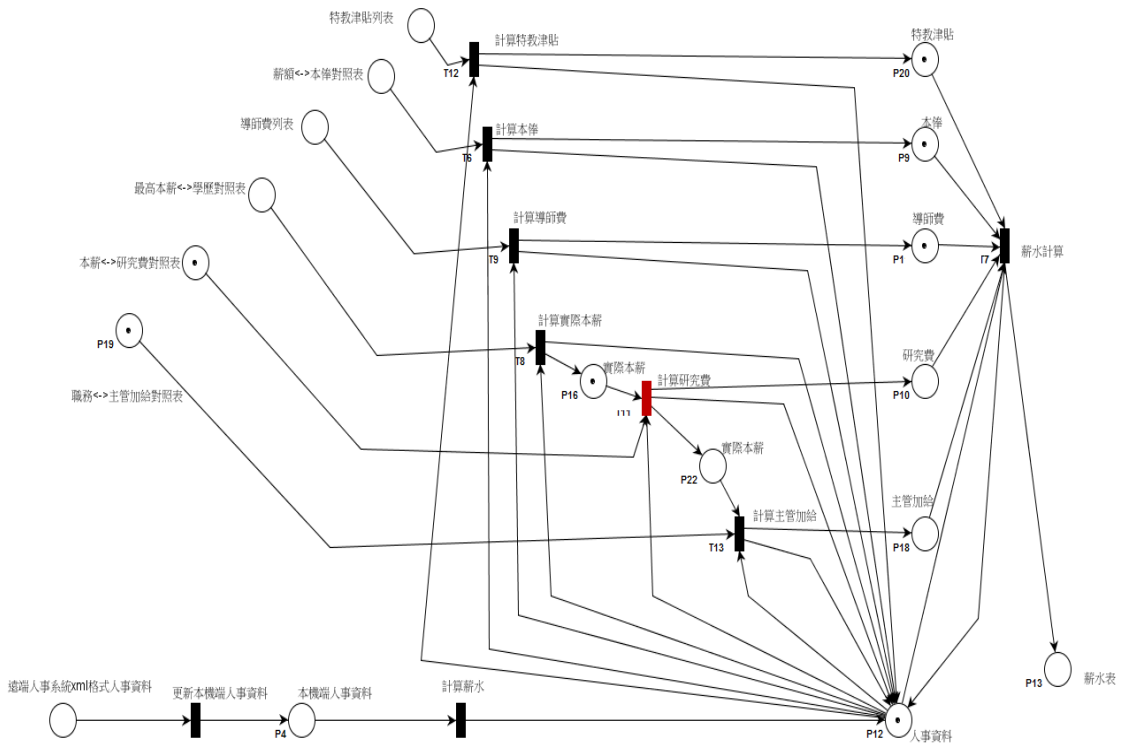 特教津貼列表
計算特教津貼
T12
特教津貼
P20
薪額<->本俸對照表
計算本俸
T6
本俸
P9
導師費列表
計算導師費
T9
導師費
P1
T7
薪水計算
最高本薪<->學歷對照表
計算實際本薪
T8
實際本薪
P16
本薪<->研究費對照表
計算研究費
研究費
P10
P19
職務<->主管加給對照表
實際本薪
P22
計算主管加給
T13
主管加給
P18
P13
薪水表
遠端人事系統xml格式人事資料
更新本機端人事資料
本機端人事資料
P4
計算薪水
P12
人事資料